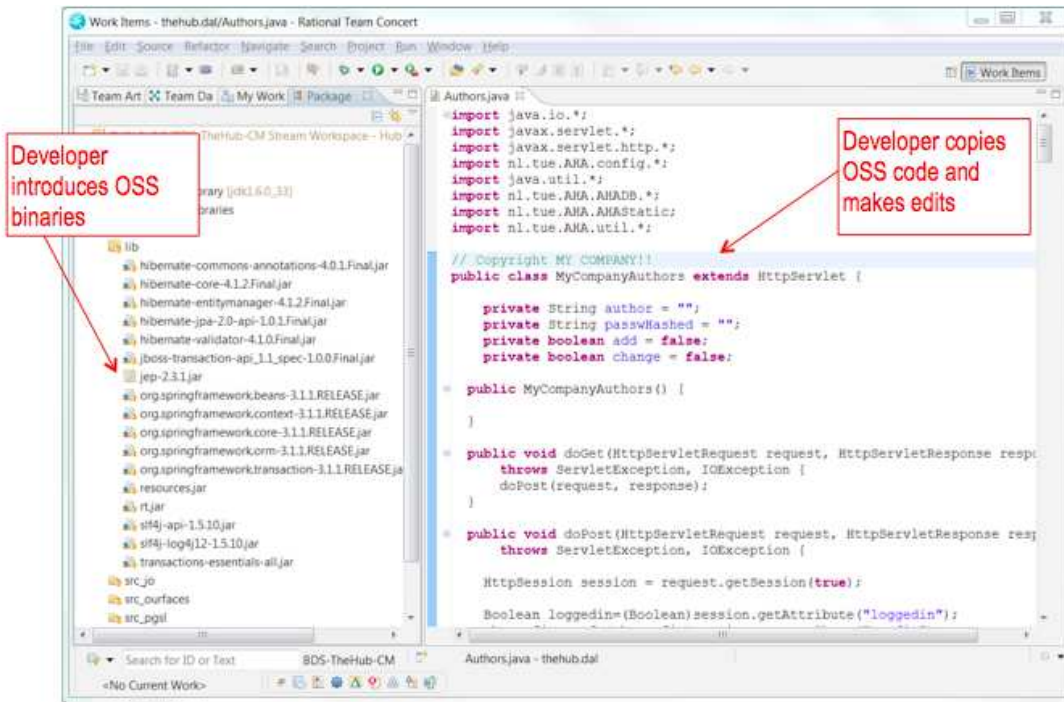 Work Items - thehub.dal/Authors.java - Rational Team Concert
File Edit Source Refactor Navigate Search Project Run Window Help
Work Items
Team Art Team Da My Work Package
TheHub-CM Stream Workspace - Hub
Developer
introduces OSS
binaries
rary [jdk1.6.0_33]
braries
lib
hibernate-commons-annotations-4.0.1.Final.jar
hibernate-core-4.1.2.Final.jar
hibernate-entitymanager-4.1.2.Final.jar
hibernate-jpa-2.0-api-1.0.1.Final.jar
hibernate-validator-4.1.0.Final.jar
jboss-transaction-api_1.1_spec-1.0.0.Final.jar
jep-2.3.1.jar
org.springframework.beans-3.1.1.RELEASE.jar
org.springframework.context-3.1.1.RELEASE.jar
org.springframework.core-3.1.1.RELEASE.jar
org.springframework.orm-3.1.1.RELEASE.jar
org.springframework.transaction-3.1.1.RELEASE.ja
resources.jar
rt.jar
slf4j-api-1.5.10.jar
slf4j-log4j12-1.5.10.jar
transactions-essentials-all.jar
src_jo
src_ourfaces
src_pgsl
Authors.java
import java.io.*;
import javax.servlet.*;
import javax.servlet.http.*;
import nl.tue.AHA.config.*;
import java.util.*;
import nl.tue.AHA.AHADB.*;
import nl.tue.AHA.AHAStatic;
import nl.tue.AHA.util.*;
Developer copies
OSS code and
makes edits
// Copyright MY COMPANY!!
public class MyCompanyAuthors extends HttpServlet {
private String author = "";
private String passwHashed = "";
private boolean add = false;
private boolean change = false;
public MyCompanyAuthors() {
}
public void doGet(HttpServletRequest request, HttpServletResponse respo
throws ServletException, IOException {
doPost(request, response);
}
public void doPost(HttpServletRequest request, HttpServletResponse resp
throws ServletException, IOException {
HttpSession session = request.getSession(true);
Boolean loggedin=(Boolean)session.getAttribute("loggedin");
Search for ID or Text
BDS-TheHub-CM
Authors.java - thehub.dal
<No Current Work>